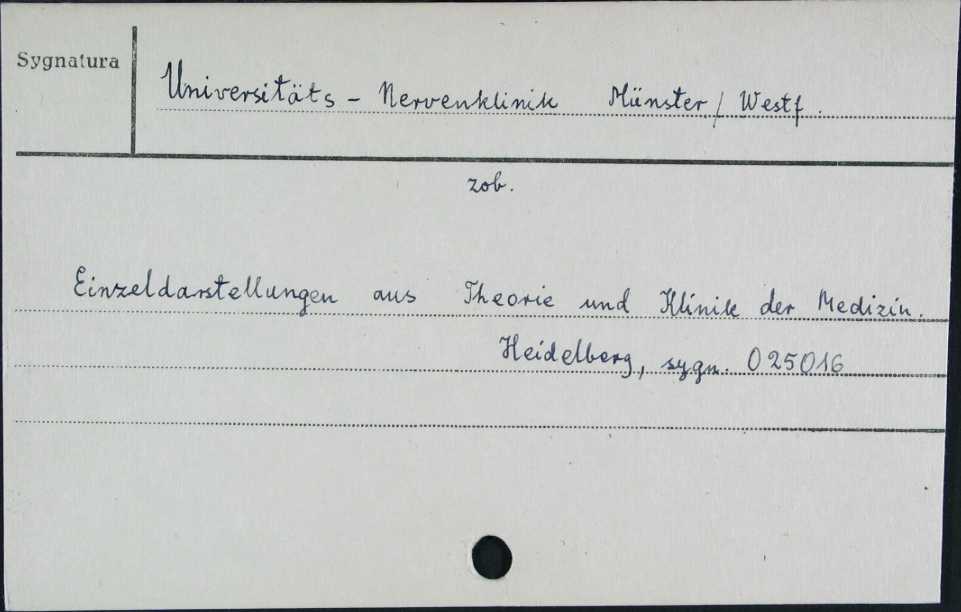 Sygnatura
Universitäts - Nervenklinik Münster / Westf.
zob.
Einzeldarstellungen aus Theorie und Klinik der Medizin.
Heidelberg, sygn. 025016